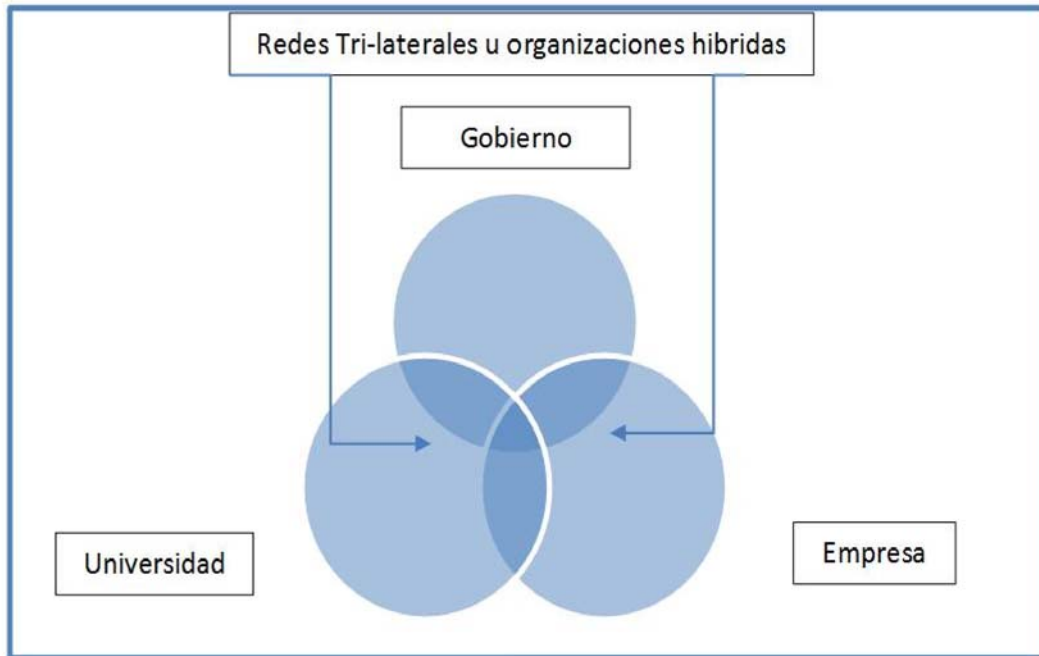 Redes Tri-laterales u organizaciones hibridas
Gobierno
Universidad
Empresa